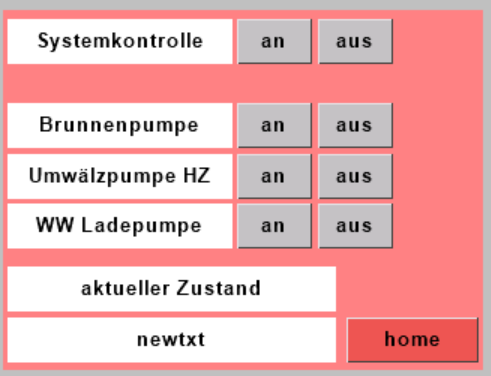 Systemkontrolle an aus
Brunnenpumpe an aus
Umwälzpumpe HZ an aus
WW Ladepumpe an aus
aktueller Zustand
newtxt home